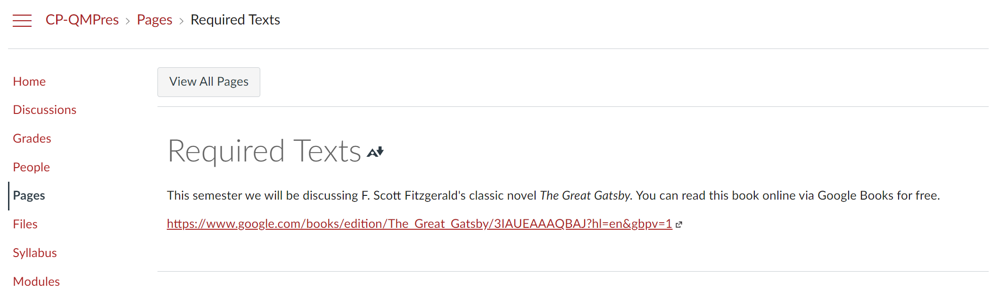 CP-QMPres > Pages > Required Texts
View All Pages
Home
Discussions
Grades
People
Pages
Files
Syllabus
Modules
Required Texts
This semester we will be discussing F. Scott Fitzgerald's classic novel The Great Gatsby. You can read this book online via Google Books for free.
https://www.google.com/books/edition/The_Great_Gatsby/3IAUEAAAQBAJ?hl=en&gbpv=1